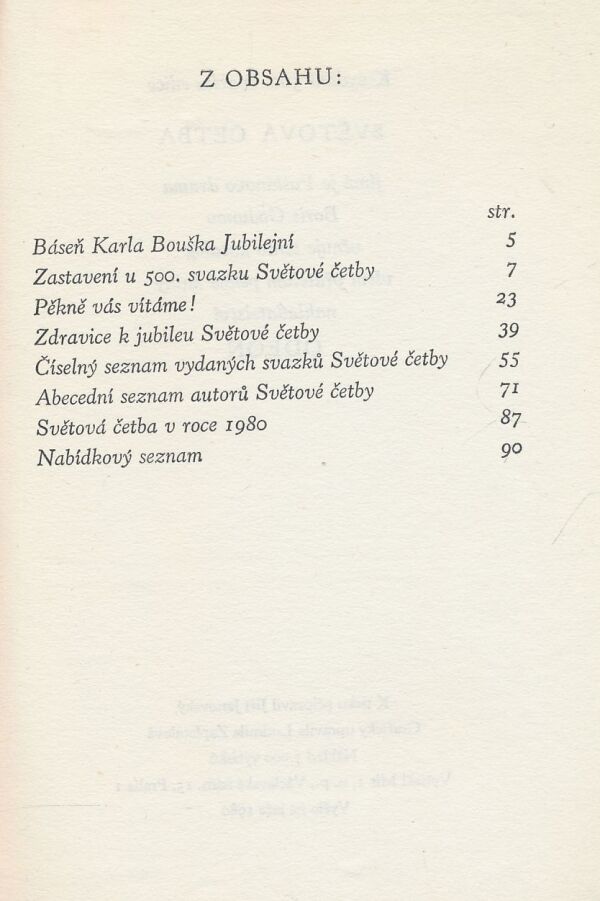 Z OBSAHU:
str.
Báseň Karla Bouška Jubilejní 5
Zastavení u 500. svazku Světové četby 7
Pěkně vás vítáme! 23
Zdravice k jubileu Světové četby 39
Číselný seznam vydaných svazků Světové četby 55
Abecední seznam autorů Světové četby 71
Světová četba v roce 1980 87
Nabídkový seznam 90